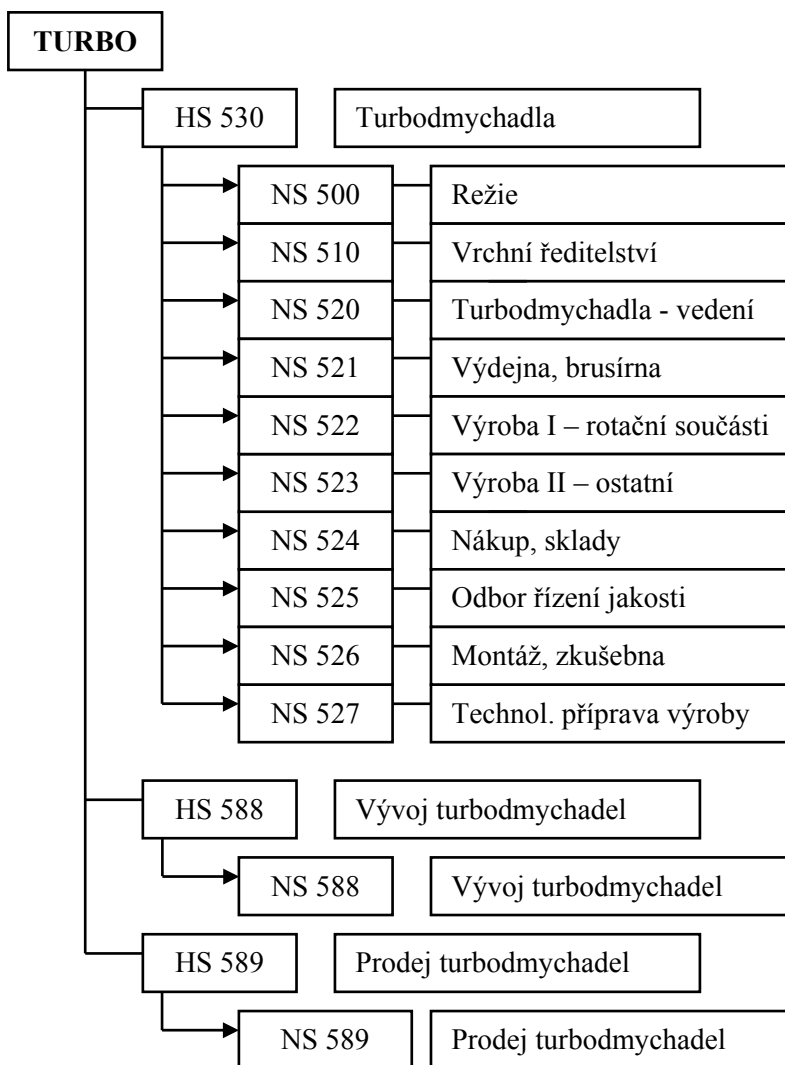 TURBO
HS 530 Turbodmychadla
NS 500 Režie
NS 510 Vrchní ředitelství
NS 520 Turbodmychadla - vedení
NS 521 Výdejna, brusírna
NS 522 Výroba I – rotační součásti
NS 523 Výroba II – ostatní
NS 524 Nákup, sklady
NS 525 Odbor řízení jakosti
NS 526 Montáž, zkušebna
NS 527 Technol. příprava výroby
HS 588 Vývoj turbodmychadel
NS 588 Vývoj turbodmychadel
HS 589 Prodej turbodmychadel
NS 589 Prodej turbodmychadel